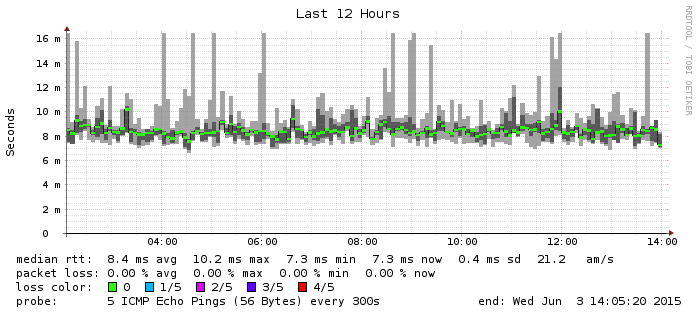 Last 12 Hours
RRDTOOL / TOBI OETIKER
Seconds
16 m
14 m
12 m
10 m
8 m
6 m
4 m
2 m
0
04:00 06:00 08:00 10:00 12:00 14:00
median rtt: 8.4 ms avg 10.2 ms max 7.3 ms min 7.3 ms now 0.4 ms sd 21.2 am/s
packet loss: 0.00 % avg 0.00 % max 0.00 % min 0.00 % now
loss color: 0 1/5 2/5 3/5 4/5
probe: 5 ICMP Echo Pings (56 Bytes) every 300s end: Wed Jun 3 14:05:20 2015